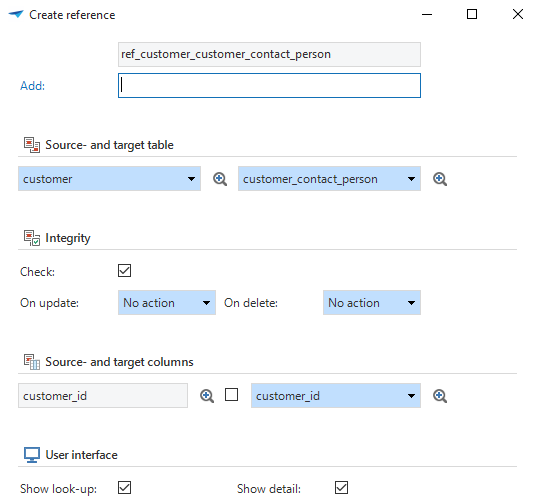 Create reference
ref_customer_customer_contact_person
Add:
Source- and target table
customer customer_contact_person
Integrity
Check:
On update: No action On delete: No action
Source- and target columns
customer_id customer_id
User interface
Show look-up: Show detail: